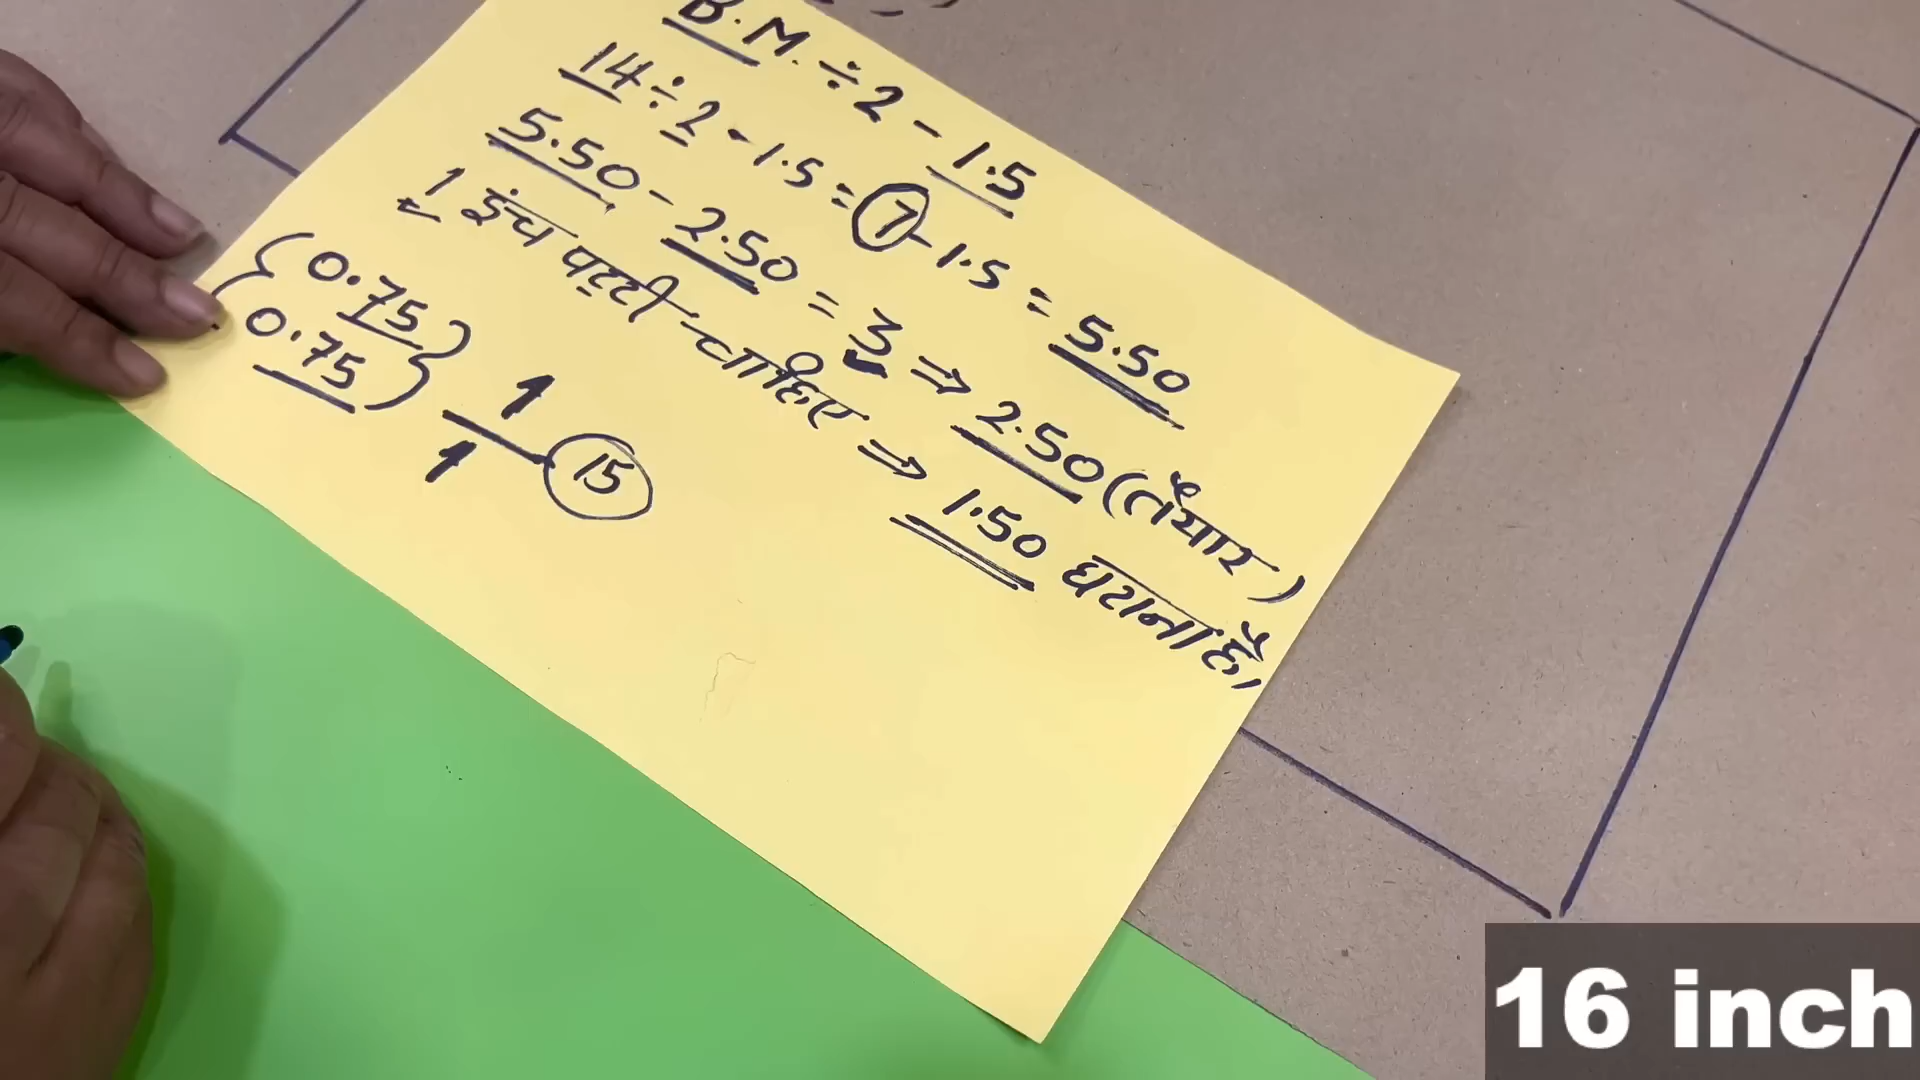 B.M. ÷ 2 - 1.5
14 ÷ 2 - 1.5 = 7 - 1.5 = 5.50
5.50 - 2.50 = 3 ⇒ 2.50 (तैयार)
1 इंच पट्टी चाहिए ⇒ 1.50 घटाना है,
{ 0.75
0.75 }
1
1
15
16 inch